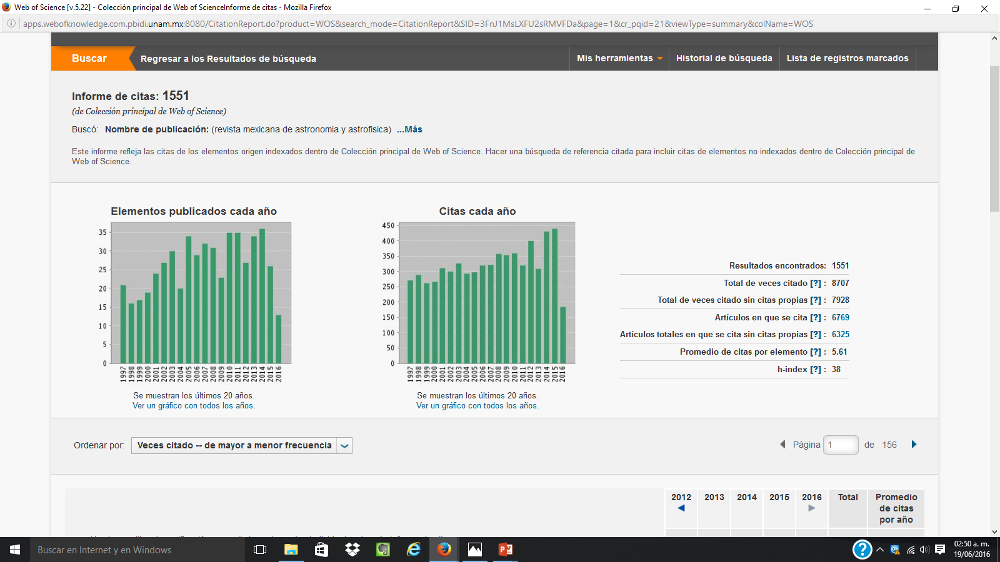 Web of Science [v.5.22] - Colección principal de Web of ScienceInforme de citas - Mozilla Firefox
apps.webofknowledge.com.pbidi.unam.mx:8080/CitationReport.do?product=WOS&search_mode=CitationReport&SID=3FnJ1MsLXFU2sRMVFDa&page=1&cr_pqid=21&viewType=summary&colName=WOS
Buscar Regresar a los Resultados de búsqueda Mis herramientas Historial de búsqueda Lista de registros marcados
Informe de citas: 1551
(de Colección principal de Web of Science)
Buscó: Nombre de publicación: (revista mexicana de astronomia y astrofisica) ...Más
Este informe refleja las citas de los elementos origen indexados dentro de Colección principal de Web of Science. Hacer una búsqueda de referencia citada para incluir citas de elementos no indexados dentro de Colección principal de
Web of Science.
Elementos publicados cada año
35
30
25
20
15
10
5
0
1997 1998 1999 2000 2001 2002 2003 2004 2005 2006 2007 2008 2009 2010 2011 2012 2013 2014 2015 2016
Se muestran los últimos 20 años.
Ver un gráfico con todos los años.
Citas cada año
450
400
350
300
250
200
150
100
50
0
1997 1998 1999 2000 2001 2002 2003 2004 2005 2006 2007 2008 2009 2010 2011 2012 2013 2014 2015 2016
Se muestran los últimos 20 años.
Ver un gráfico con todos los años.
Resultados encontrados: 1551
Total de veces citado [?] : 8707
Total de veces citado sin citas propias [?] : 7928
Artículos en que se cita [?] : 6769
Artículos totales en que se cita sin citas propias [?] : 6325
Promedio de citas por elemento [?] : 5.61
h-index [?] : 38
Ordenar por: Veces citado -- de mayor a menor frecuencia
Página 1 de 156
2012 2013 2014 2015 2016 Total Promedio
de citas
por año
Buscar en Internet y en Windows
02:50 a. m.
19/06/2016